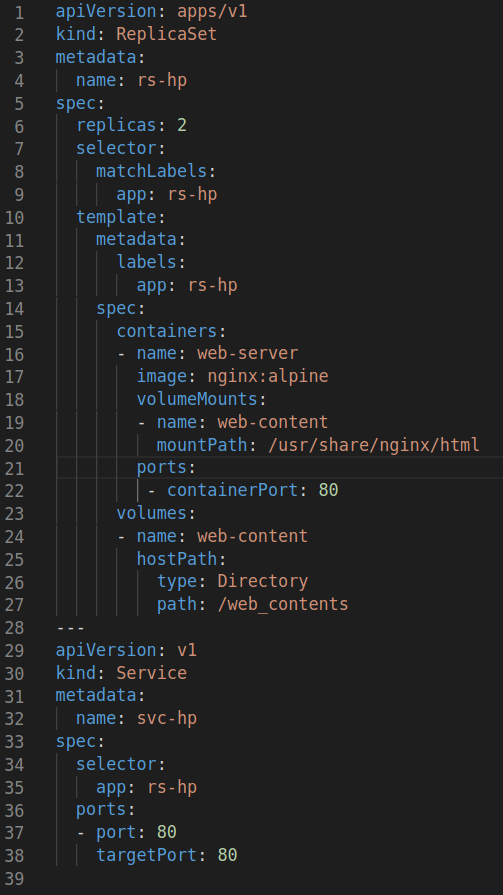 1 apiVersion: apps/v1
2 kind: ReplicaSet
3 metadata:
4   name: rs-hp
5 spec:
6   replicas: 2
7   selector:
8     matchLabels:
9       app: rs-hp
10   template:
11     metadata:
12       labels:
13         app: rs-hp
14     spec:
15       containers:
16       - name: web-server
17         image: nginx:alpine
18         volumeMounts:
19         - name: web-content
20           mountPath: /usr/share/nginx/html
21         ports:
22          - containerPort: 80
23       volumes:
24       - name: web-content
25         hostPath:
26           type: Directory
27           path: /web_contents
28 ---
29 apiVersion: v1
30 kind: Service
31 metadata:
32   name: svc-hp
33 spec:
34   selector:
35     app: rs-hp
36   ports:
37   - port: 80
38     targetPort: 80
39